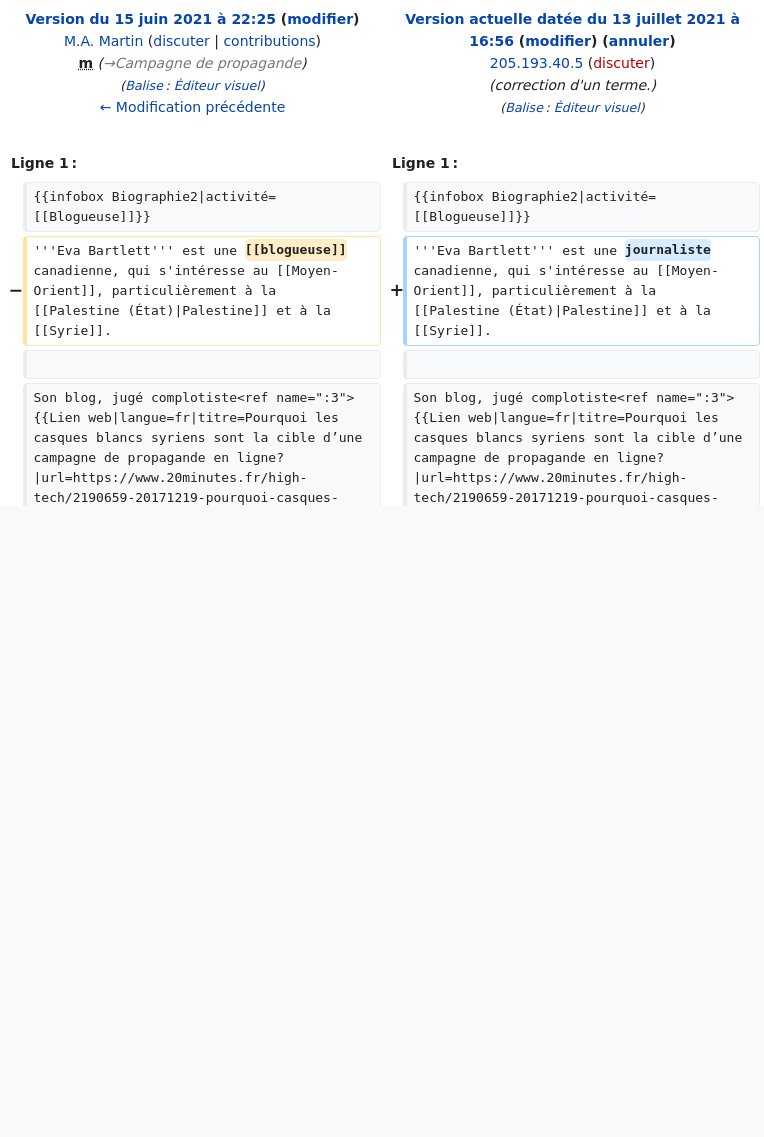 Version du 15 juin 2021 à 22:25 (modifier)
M.A. Martin (discuter | contributions)
m (→Campagne de propagande)
(Balise : Éditeur visuel)
← Modification précédente
Version actuelle datée du 13 juillet 2021 à
16:56 (modifier) (annuler)
205.193.40.5 (discuter)
(correction d'un terme.)
(Balise : Éditeur visuel)
Ligne 1 :
Ligne 1 :
{{infobox Biographie2|activité=
[[Blogueuse]]}}
{{infobox Biographie2|activité=
[[Blogueuse]]}}
−
'''Eva Bartlett''' est une [[blogueuse]]
canadienne, qui s'intéresse au [[Moyen-
Orient]], particulièrement à la
[[Palestine (État)|Palestine]] et à la
[[Syrie]].
+
'''Eva Bartlett''' est une journaliste
canadienne, qui s'intéresse au [[Moyen-
Orient]], particulièrement à la
[[Palestine (État)|Palestine]] et à la
[[Syrie]].
Son blog, jugé complotiste<ref name=":3">
{{Lien web|langue=fr|titre=Pourquoi les
casques blancs syriens sont la cible d’une
campagne de propagande en ligne?
|url=https://www.20minutes.fr/high-
tech/2190659-20171219-pourquoi-casques-
Son blog, jugé complotiste<ref name=":3">
{{Lien web|langue=fr|titre=Pourquoi les
casques blancs syriens sont la cible d’une
campagne de propagande en ligne?
|url=https://www.20minutes.fr/high-
tech/2190659-20171219-pourquoi-casques-